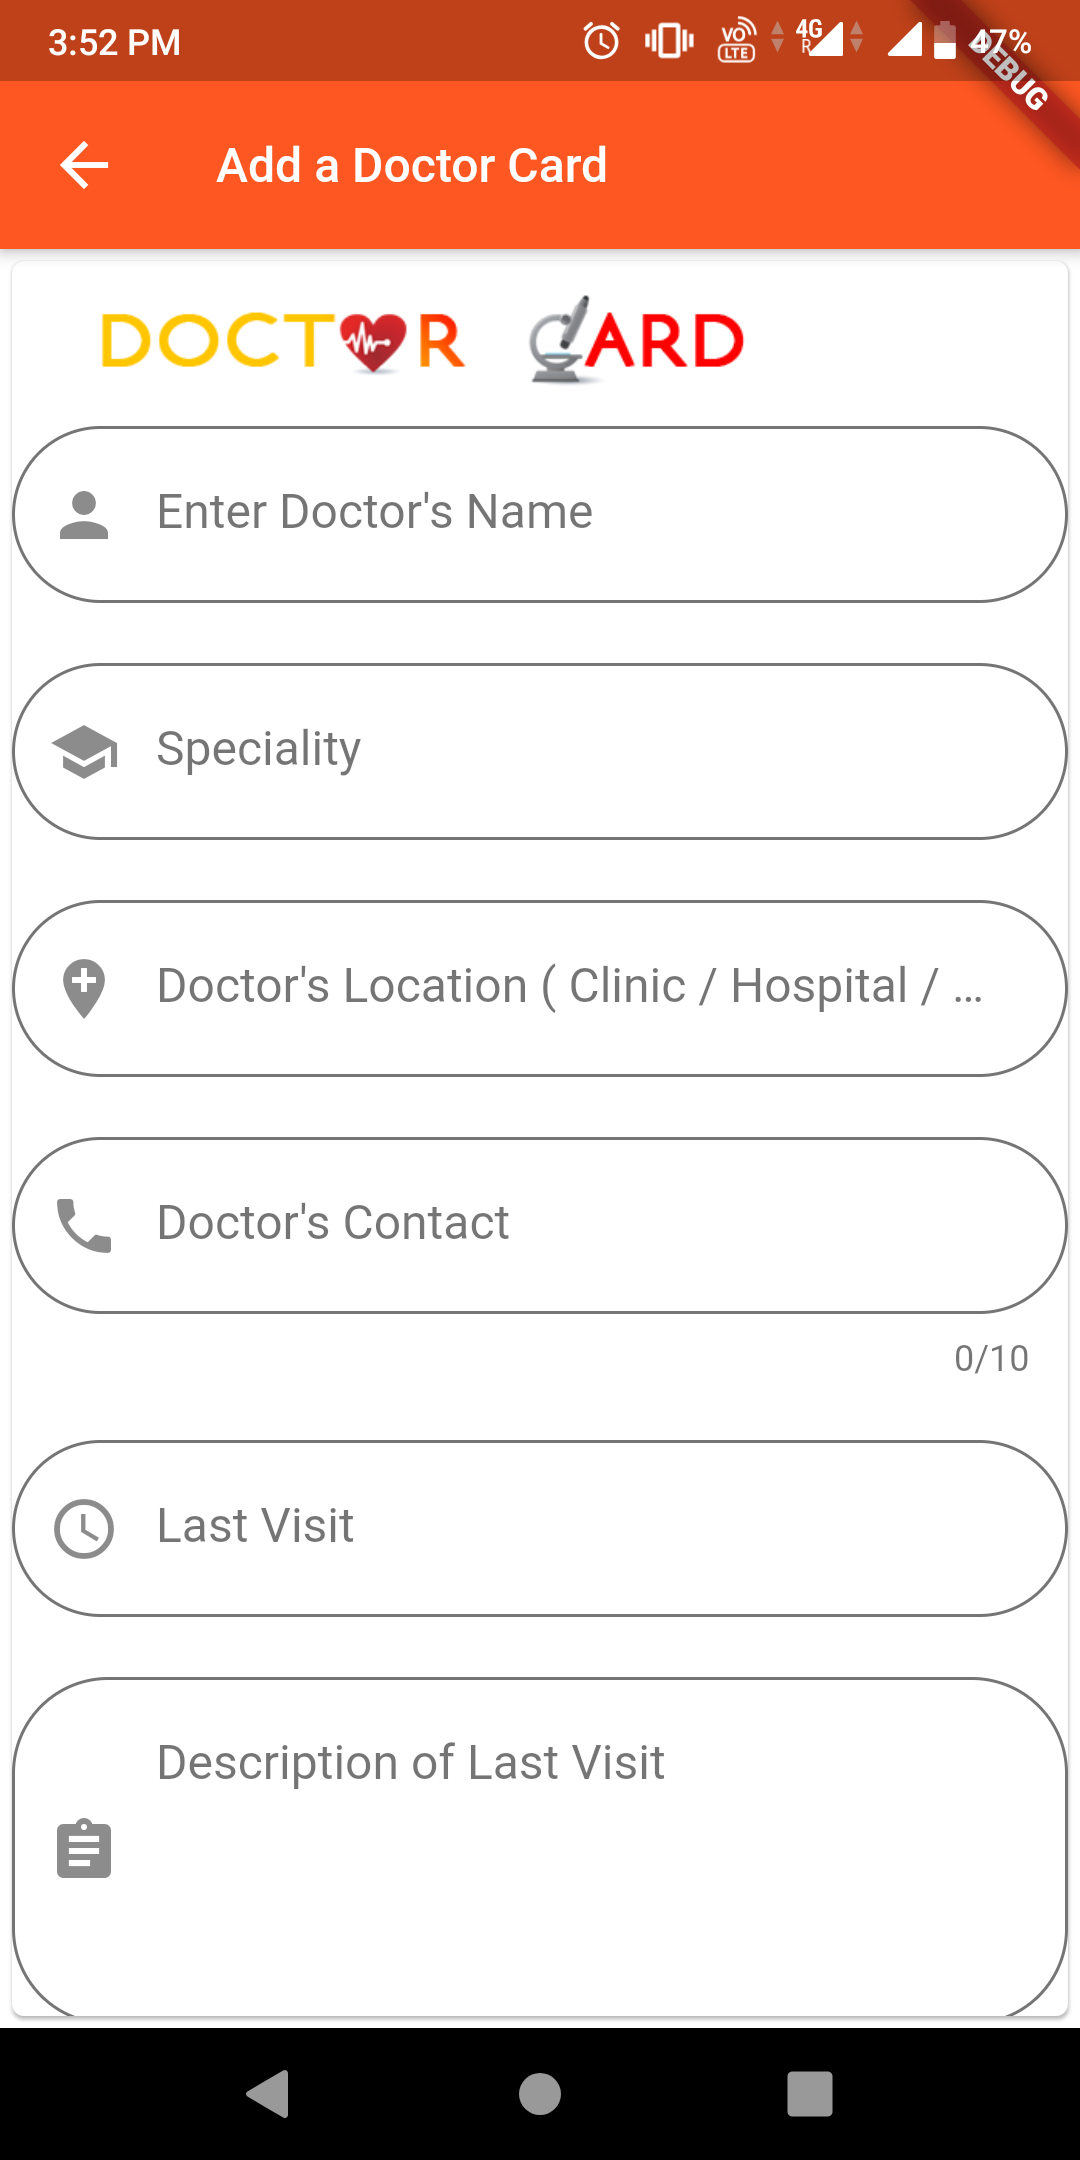 3:52 PM VO LTE 4G R 47%
DEBUG
Add a Doctor Card
DOCTOR CARD
Enter Doctor's Name
Speciality
Doctor's Location ( Clinic / Hospital / ...
Doctor's Contact
0/10
Last Visit
Description of Last Visit